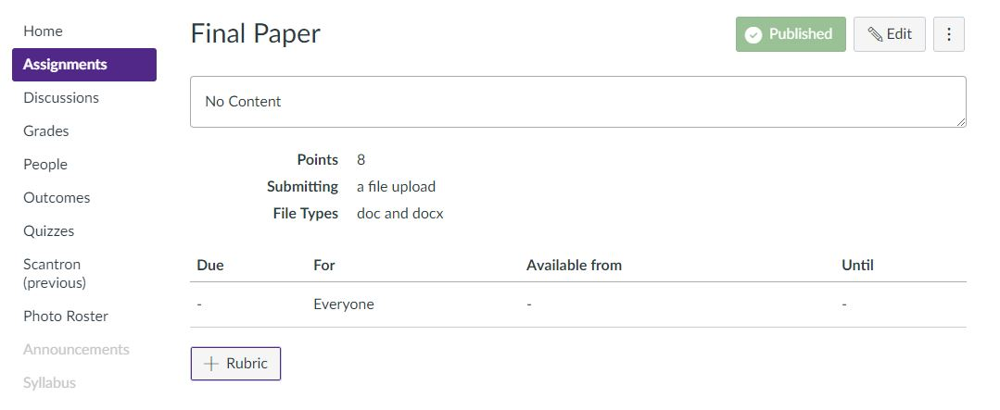 Home
Assignments
Discussions
Grades
People
Outcomes
Quizzes
Scantron
(previous)
Photo Roster
Announcements
Syllabus
Final Paper
Published
Edit
No Content
Points 8
Submitting a file upload
File Types doc and docx
Due For Available from Until
- Everyone - -
Rubric